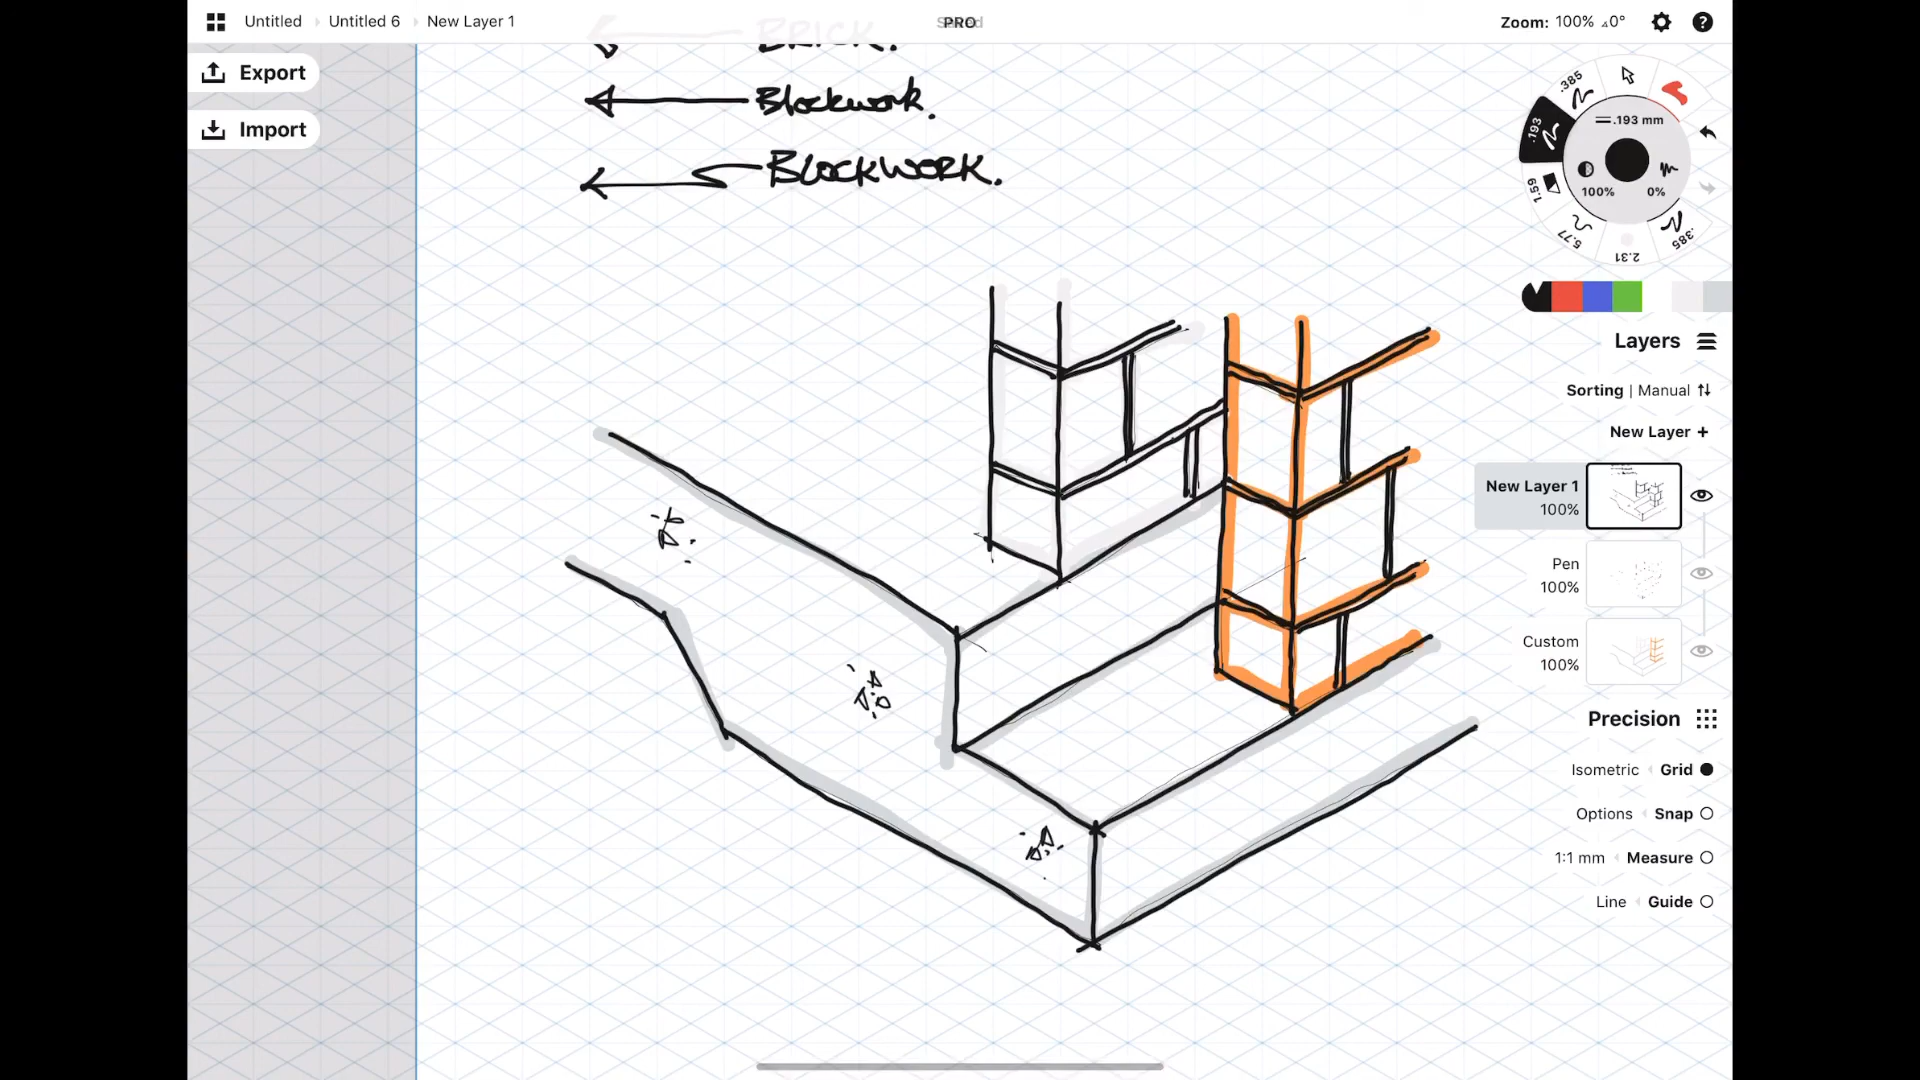 Untitled Untitled 6 New Layer 1
PRO
Zoom: 100% 0°
Export
Import
BRICK.
Blockwork.
BLOCKWORK.
.385
.193 mm
.193
100% 0%
1.59
5.77
2.31
.385
Layers
Sorting | Manual
New Layer +
New Layer 1
100%
Pen
100%
Custom
100%
Precision
Isometric Grid
Options Snap
1:1 mm Measure
Line Guide